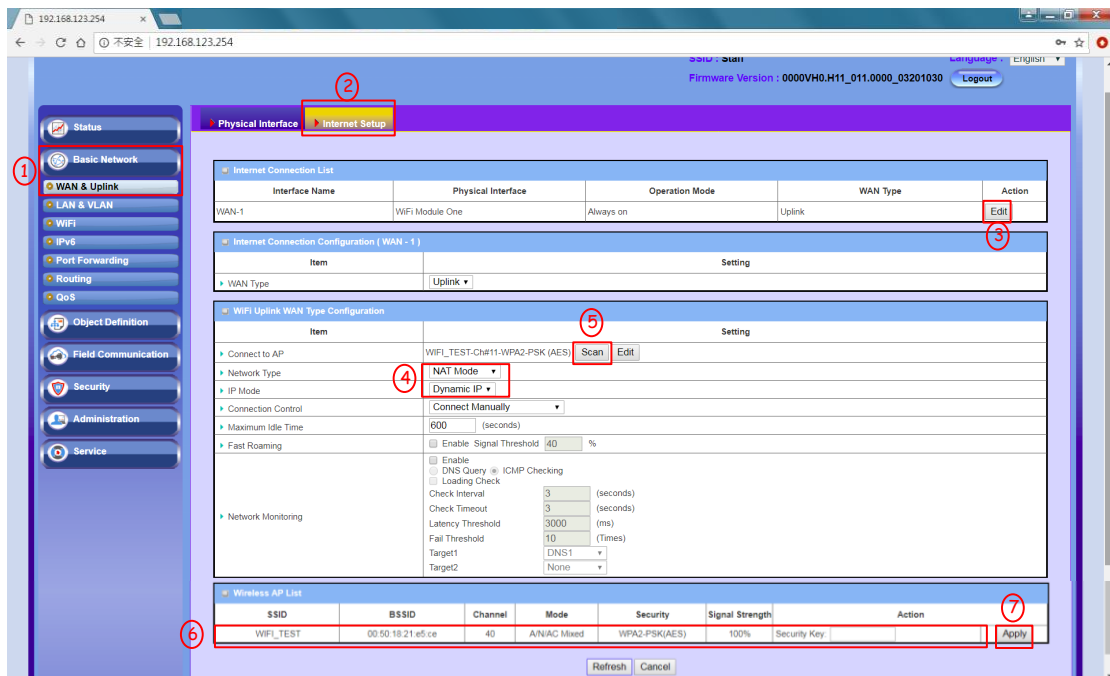 192.168.123.254 ×
不安全 | 192.168.123.254
SSID : Staff Language : English
Firmware Version : 0000VH0.H11_011.0000_03201030 Logout
2
Status
Physical Interface Internet Setup
1
Basic Network
WAN & Uplink
LAN & VLAN
WiFi
IPv6
Port Forwarding
Routing
QoS
Object Definition
Field Communication
Security
Administration
Service
Internet Connection List
Interface Name Physical Interface Operation Mode WAN Type Action
WAN-1 WiFi Module One Always on Uplink Edit
3
Internet Connection Configuration ( WAN - 1 )
Item Setting
WAN Type Uplink
WiFi Uplink WAN Type Configuration
5
Item Setting
Connect to AP WIFI_TEST-Ch#11-WPA2-PSK (AES) Scan Edit
4
Network Type NAT Mode
IP Mode Dynamic IP
Connection Control Connect Manually
Maximum Idle Time 600 (seconds)
Fast Roaming Enable Signal Threshold 40 %
Network Monitoring
Enable
DNS Query ICMP Checking
Loading Check
Check Interval 3 (seconds)
Check Timeout 3 (seconds)
Latency Threshold 3000 (ms)
Fail Threshold 10 (Times)
Target1 DNS1
Target2 None
Wireless AP List
7
SSID BSSID Channel Mode Security Signal Strength Action
6
WIFI_TEST 00:50:18:21:e5:ce 40 A/N/AC Mixed WPA2-PSK(AES) 100% Security Key: Apply
Refresh Cancel